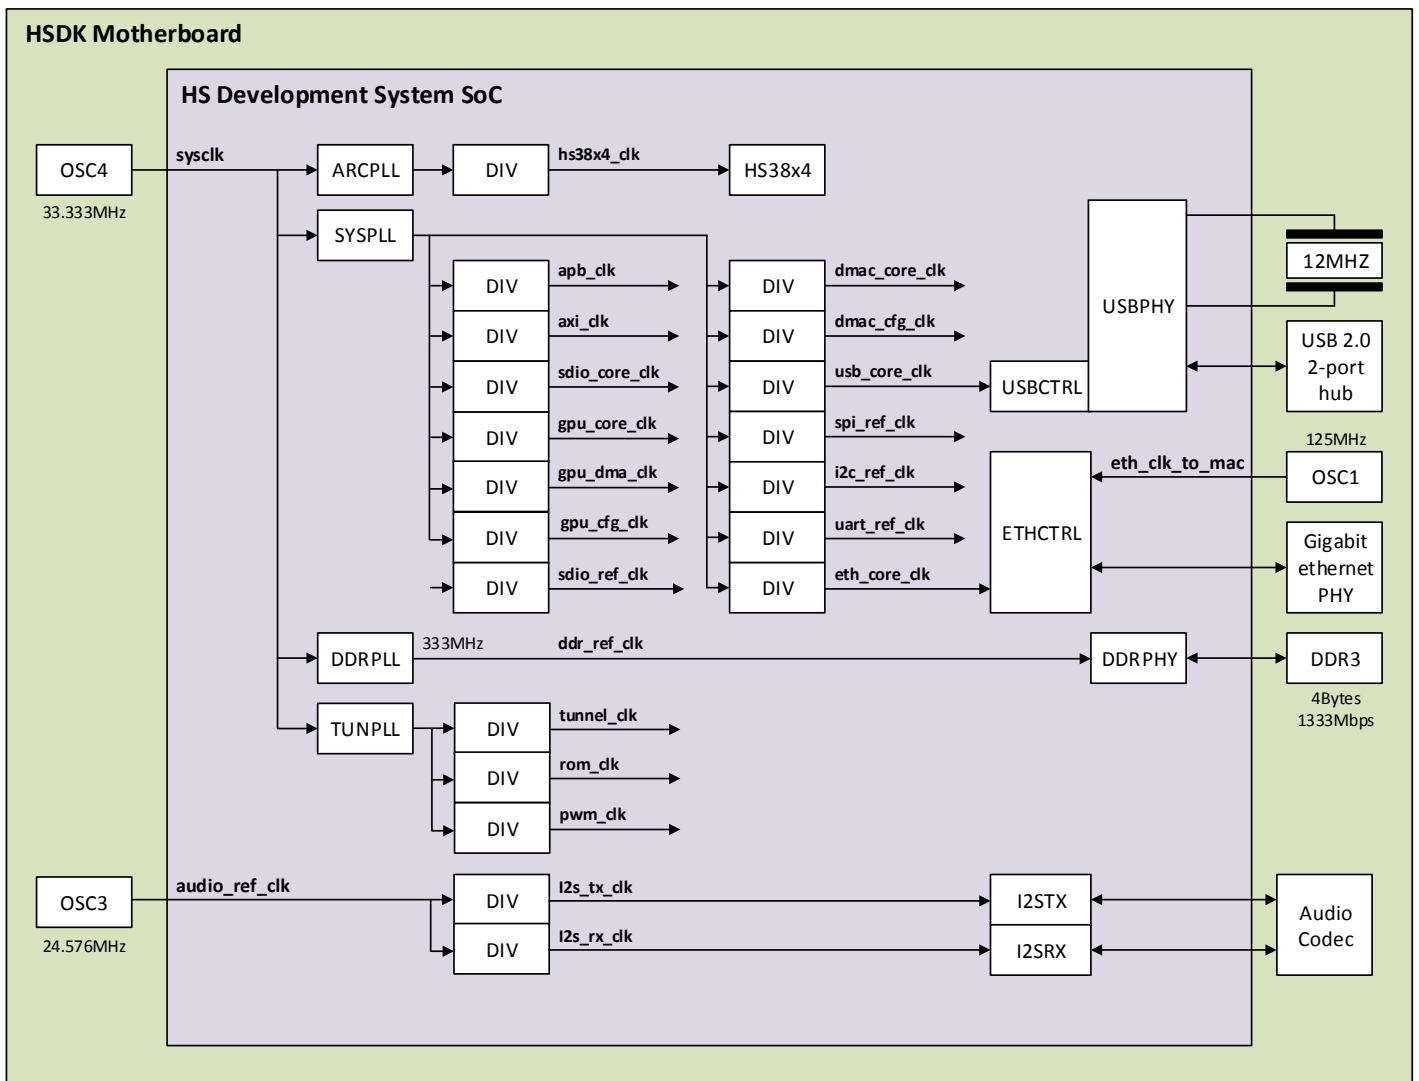 HSDK Motherboard
HS Development System SoC
OSC4
33.333MHz
sysclk
ARCPLL
DIV
hs38x4_clk
HS38x4
SYSPLL
DIV
apb_clk
DIV
axi_clk
DIV
sdio_core_clk
DIV
gpu_core_clk
DIV
gpu_dma_clk
DIV
gpu_cfg_clk
DIV
sdio_ref_clk
DIV
dmac_core_clk
DIV
dmac_cfg_clk
DIV
usb_core_clk
DIV
spi_ref_clk
DIV
i2c_ref_clk
DIV
uart_ref_clk
DIV
eth_core_clk
USBCTRL
USBPHY
12MHZ
USB 2.0
2-port
hub
ETHCTRL
eth_clk_to_mac
125MHz
OSC1
Gigabit
ethernet
PHY
DDRPLL
333MHz
ddr_ref_clk
DDRPHY
DDR3
4Bytes
1333Mbps
TUNPLL
DIV
tunnel_clk
DIV
rom_clk
DIV
pwm_clk
OSC3
24.576MHz
audio_ref_clk
DIV
I2s_tx_clk
I2STX
DIV
I2s_rx_clk
I2SRX
Audio
Codec